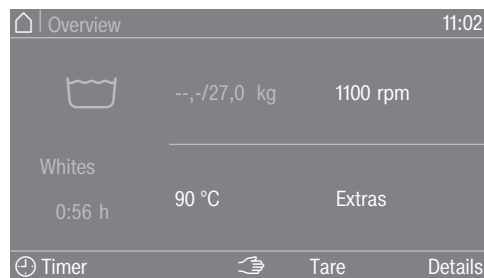 Overview 11:02
--,-/27,0 kg 1100 rpm
Whites
0:56 h
90 °C Extras
Timer Tare Details